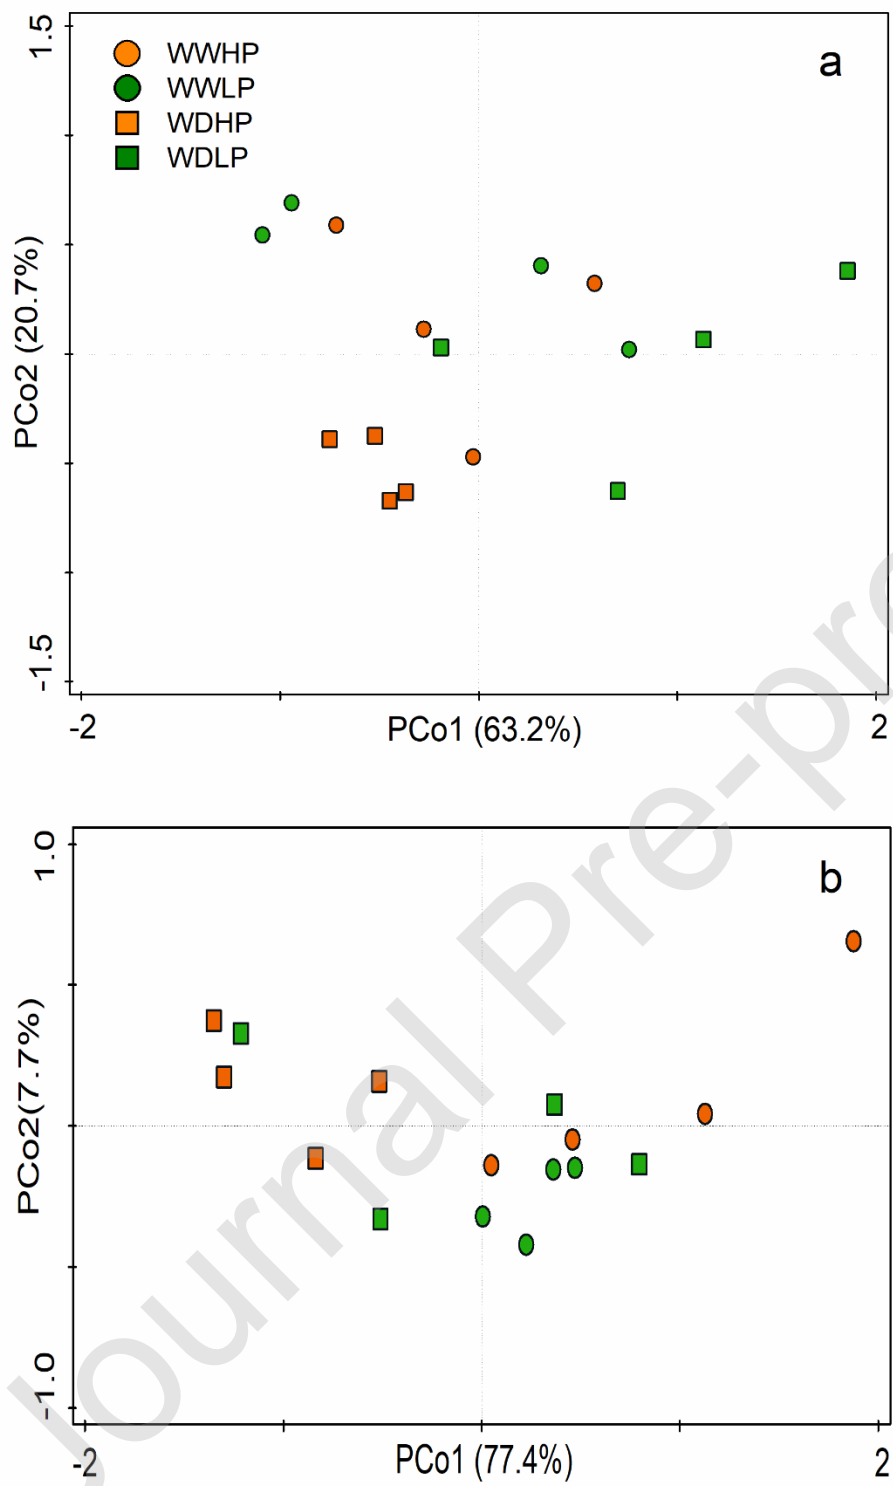 1.5
a
WWHP
WWLP
WDHP
WDLP
PCo2 (20.7%)
-1.5
-2
PCo1 (63.2%)
2
1.0
b
PCo2(7.7%)
-1.0
-2
PCo1 (77.4%)
2
Journal Pre-pro